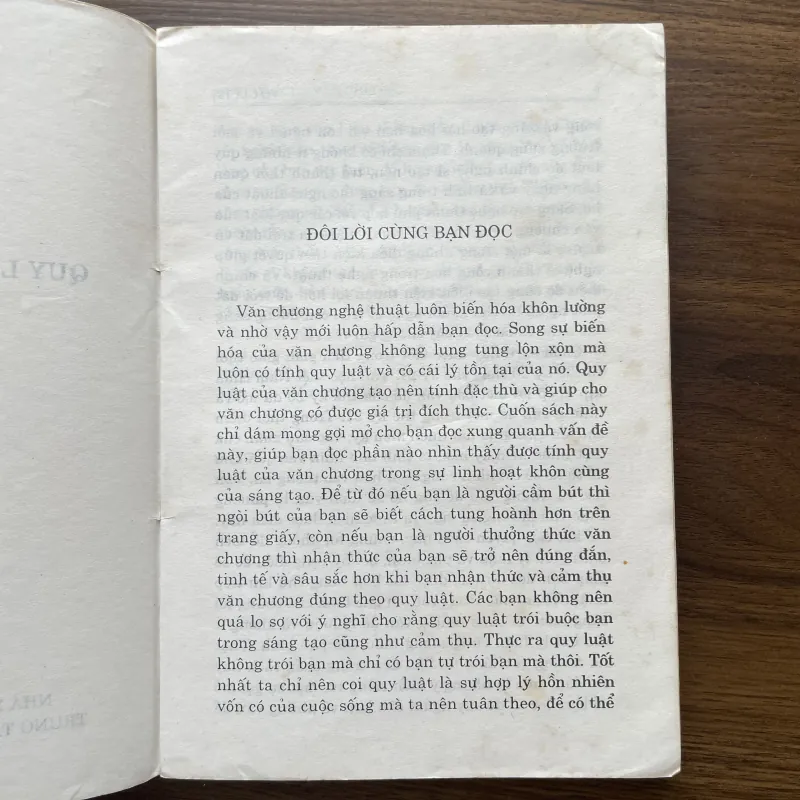 ĐÔI LỜI CÙNG BẠN ĐỌC
Văn chương nghệ thuật luôn biến hóa khôn lường
và nhờ vậy mới luôn hấp dẫn bạn đọc. Song sự biến
hóa của văn chương không lung tung lộn xộn mà
luôn có tính quy luật và có cái lý tồn tại của nó. Quy
luật của văn chương tạo nên tính đặc thù và giúp cho
văn chương có được giá trị đích thực. Cuốn sách này
chỉ dám mong gợi mở cho bạn đọc xung quanh vấn đề
này, giúp bạn đọc phần nào nhìn thấy được tính quy
luật của văn chương trong sự linh hoạt khôn cùng
của sáng tạo. Để từ đó nếu bạn là người cầm bút thì
ngòi bút của bạn sẽ biết cách tung hoành hơn trên
trang giấy, còn nếu bạn là người thưởng thức văn
chương thì nhận thức của bạn sẽ trở nên đúng đắn,
tinh tế và sâu sắc hơn khi bạn nhận thức và cảm thụ
văn chương đúng theo quy luật. Các bạn không nên
quá lo sợ với ý nghĩ cho rằng quy luật trói buộc bạn
trong sáng tạo cũng như cảm thụ. Thực ra quy luật
không trói bạn mà chỉ có bạn tự trói bạn mà thôi. Tốt
nhất ta chỉ nên coi quy luật là sự hợp lý hồn nhiên
vốn có của cuộc sống mà ta nên tuân theo, để có thể